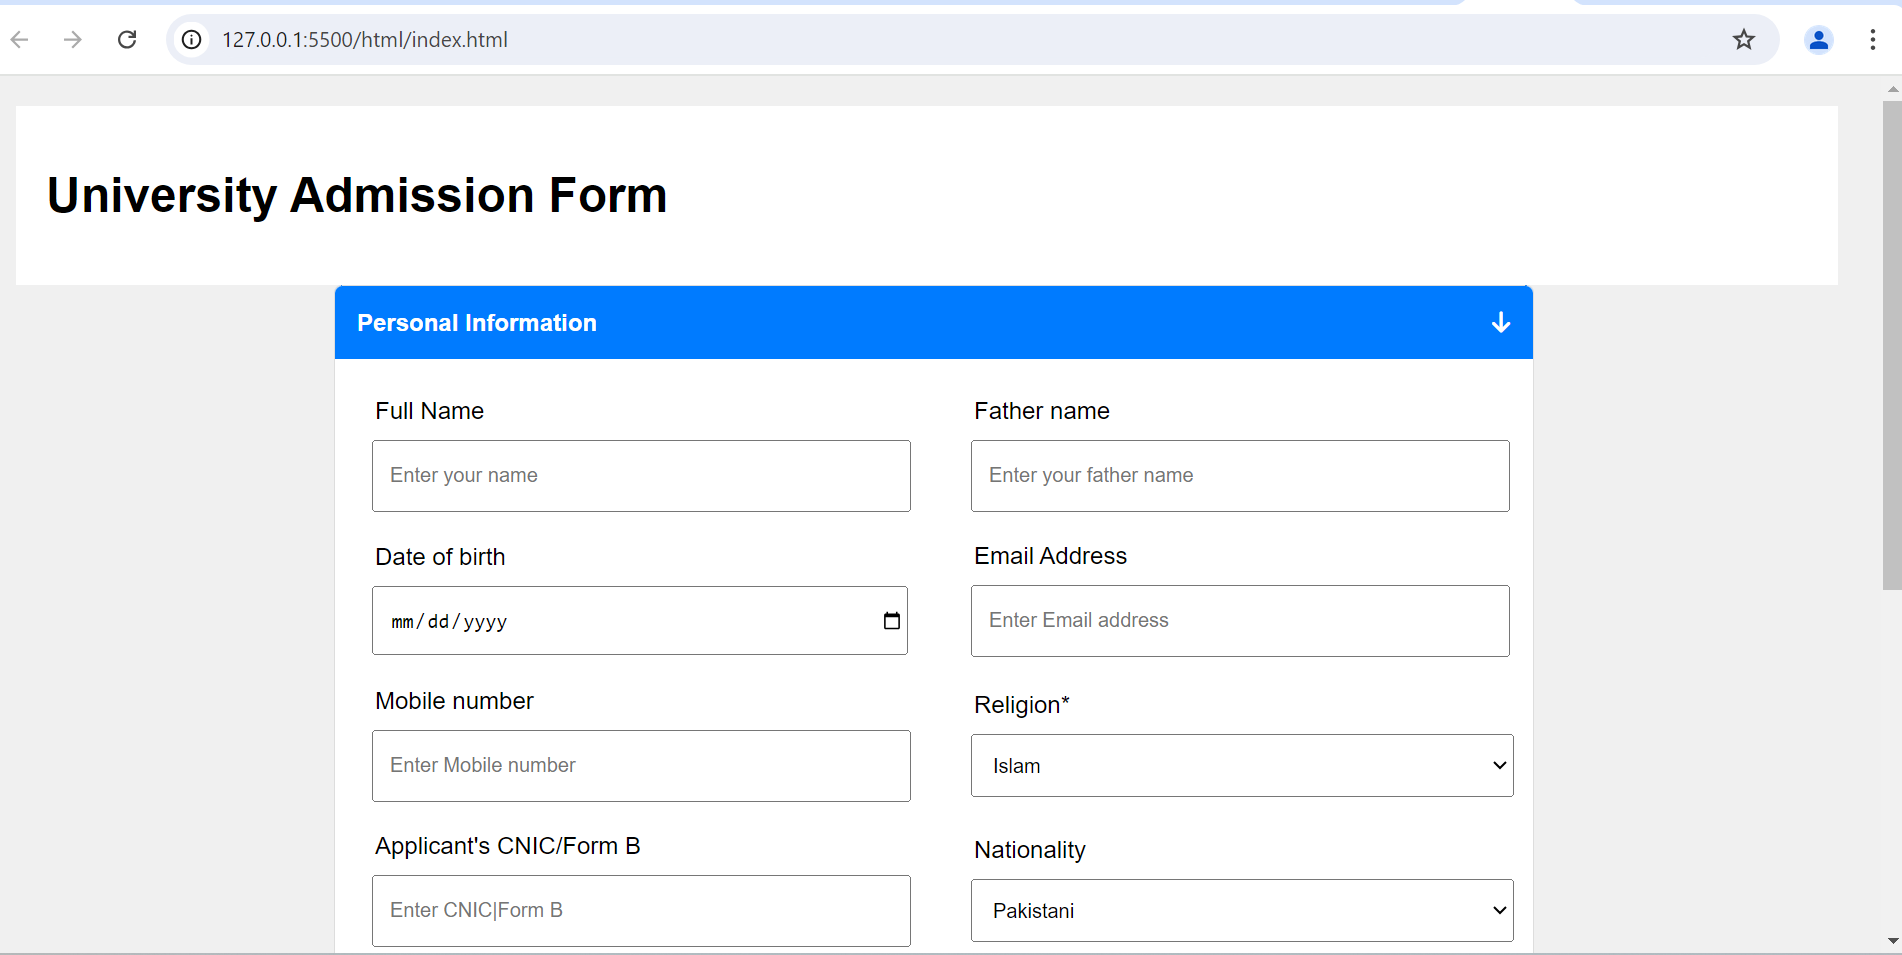 127.0.0.1:5500/html/index.html
University Admission Form
Personal Information
Full Name
Father name
Enter your name
Enter your father name
Date of birth
Email Address
mm/dd/yyyy
Enter Email address
Mobile number
Religion*
Enter Mobile number
Islam
Applicant's CNIC/Form B
Nationality
Enter CNIC|Form B
Pakistani